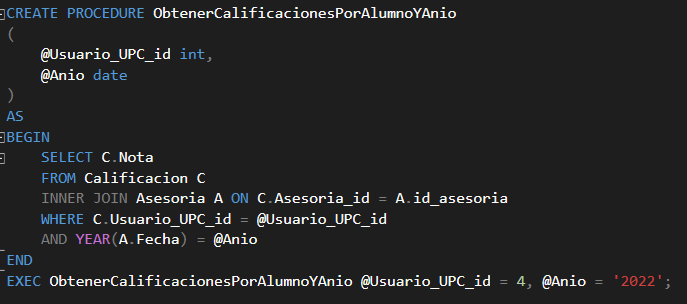 CREATE PROCEDURE ObtenerCalificacionesPorAlumnoYAnio
(
    @Usuario_UPC_id int,
    @Anio date
)
AS
BEGIN
    SELECT C.Nota
    FROM Calificacion C
    INNER JOIN Asesoria A ON C.Asesoria_id = A.id_asesoria
    WHERE C.Usuario_UPC_id = @Usuario_UPC_id
    AND YEAR(A.Fecha) = @Anio
END
EXEC ObtenerCalificacionesPorAlumnoYAnio @Usuario_UPC_id = 4, @Anio = '2022';